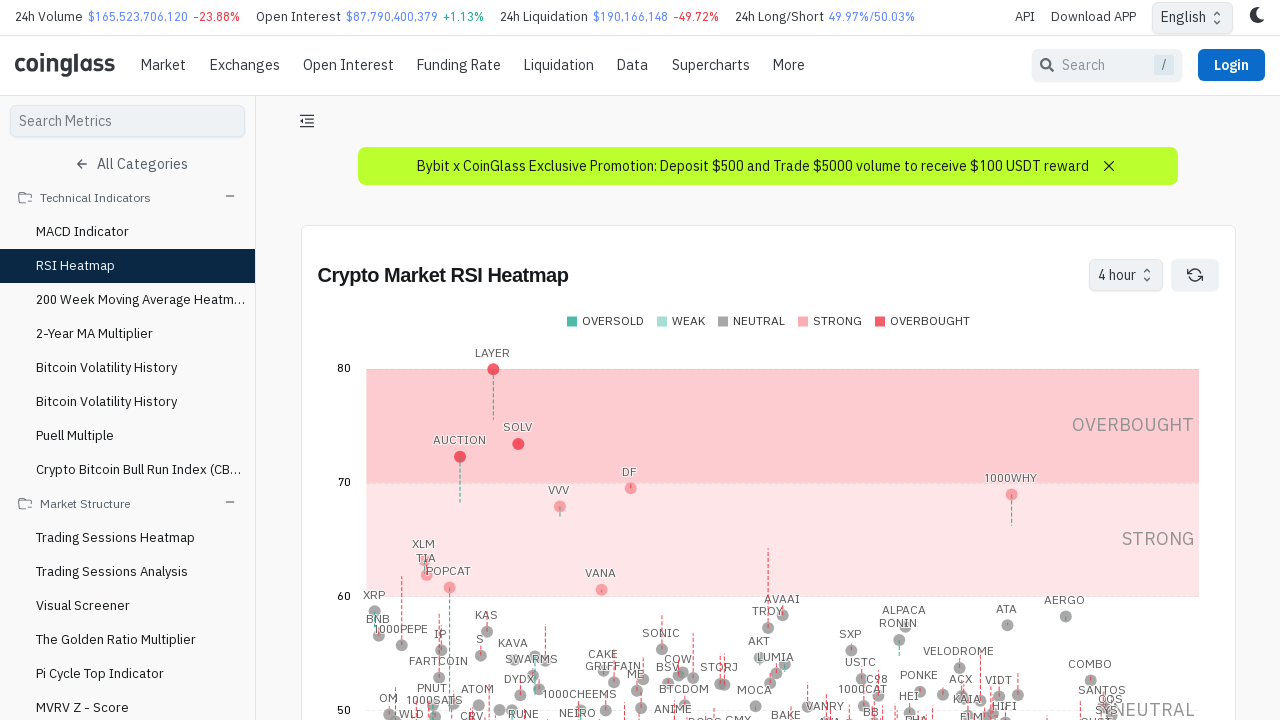 24h Volume $165,523,706,120 -23.88% Open Interest $87,790,400,379 +1.13% 24h Liquidation $190,166,148 -49.72% 24h Long/Short 49.97%/50.03% API Download APP English
coinglass Market Exchanges Open Interest Funding Rate Liquidation Data Supercharts More Search / Login
Search Metrics
All Categories
Technical Indicators
MACD Indicator
RSI Heatmap
200 Week Moving Average Heatm...
2-Year MA Multiplier
Bitcoin Volatility History
Bitcoin Volatility History
Puell Multiple
Crypto Bitcoin Bull Run Index (CB...
Market Structure
Trading Sessions Heatmap
Trading Sessions Analysis
Visual Screener
The Golden Ratio Multiplier
Pi Cycle Top Indicator
MVRV Z - Score
Bybit x CoinGlass Exclusive Promotion: Deposit $500 and Trade $5000 volume to receive $100 USDT reward
Crypto Market RSI Heatmap
4 hour
OVERSOLD WEAK NEUTRAL STRONG OVERBOUGHT
LAYER
80
OVERBOUGHT
SOLV
AUCTION
DF
1000WHY
70
VVV
STRONG
XLM
TIA
POPCAT
VANA
60
XRP
AVAAI
AERGO
TROY
ALPACA
ATA
BNB
KAS
RONIN
1000PEPE
IP
S
SONIC
SXP
KAVA
AKT
VELODROME
FARTCOIN
SWARMS
CAKE
GRIFFAIN
BSV
COW
STORJ
LUMIA
USTC
COMBO
ME
DYDX
PONKE
C98
ACX
VIDT
PNUT
ATOM
1000CHEEMS
BTCDOM
MOCA
1000CAT
SANTOS
OM
1000SATS
HEI
KAIA
HIFI
WLD
CRV
RUNE
NEIRO
ANIME
GMX
BAKE
VANRY
BB
50
NEUTRAL